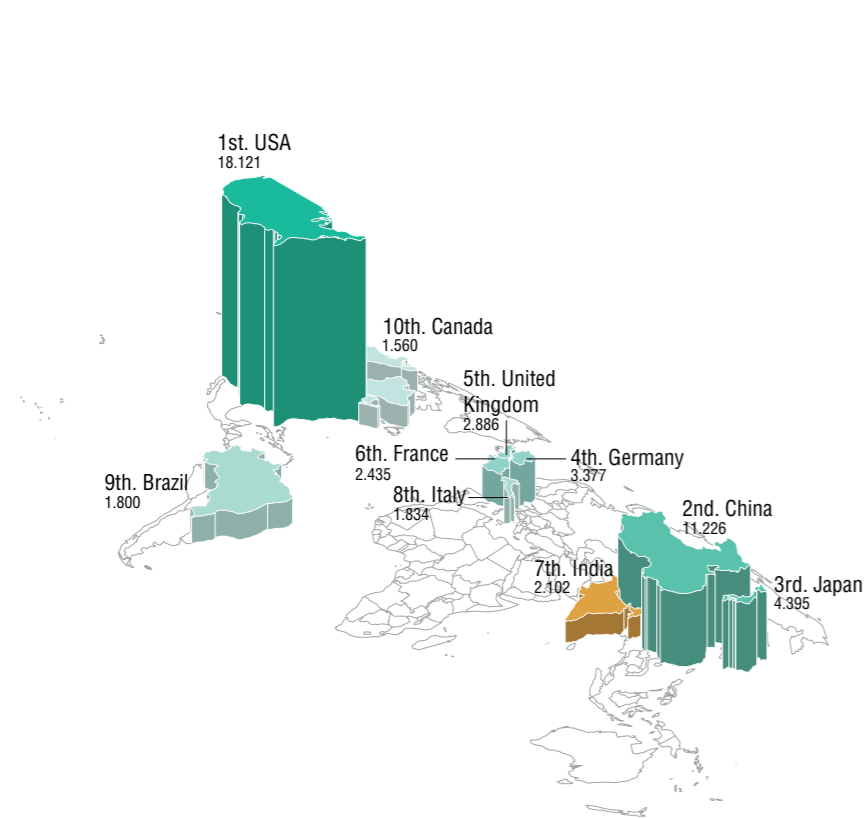 1st. USA
18.121
10th. Canada
1.560
5th. United
Kingdom
2.886
6th. France
2.435
4th. Germany
3.377
9th. Brazil
1.800
8th. Italy
1.834
2nd. China
11.226
7th. India
2.102
3rd. Japan
4.395